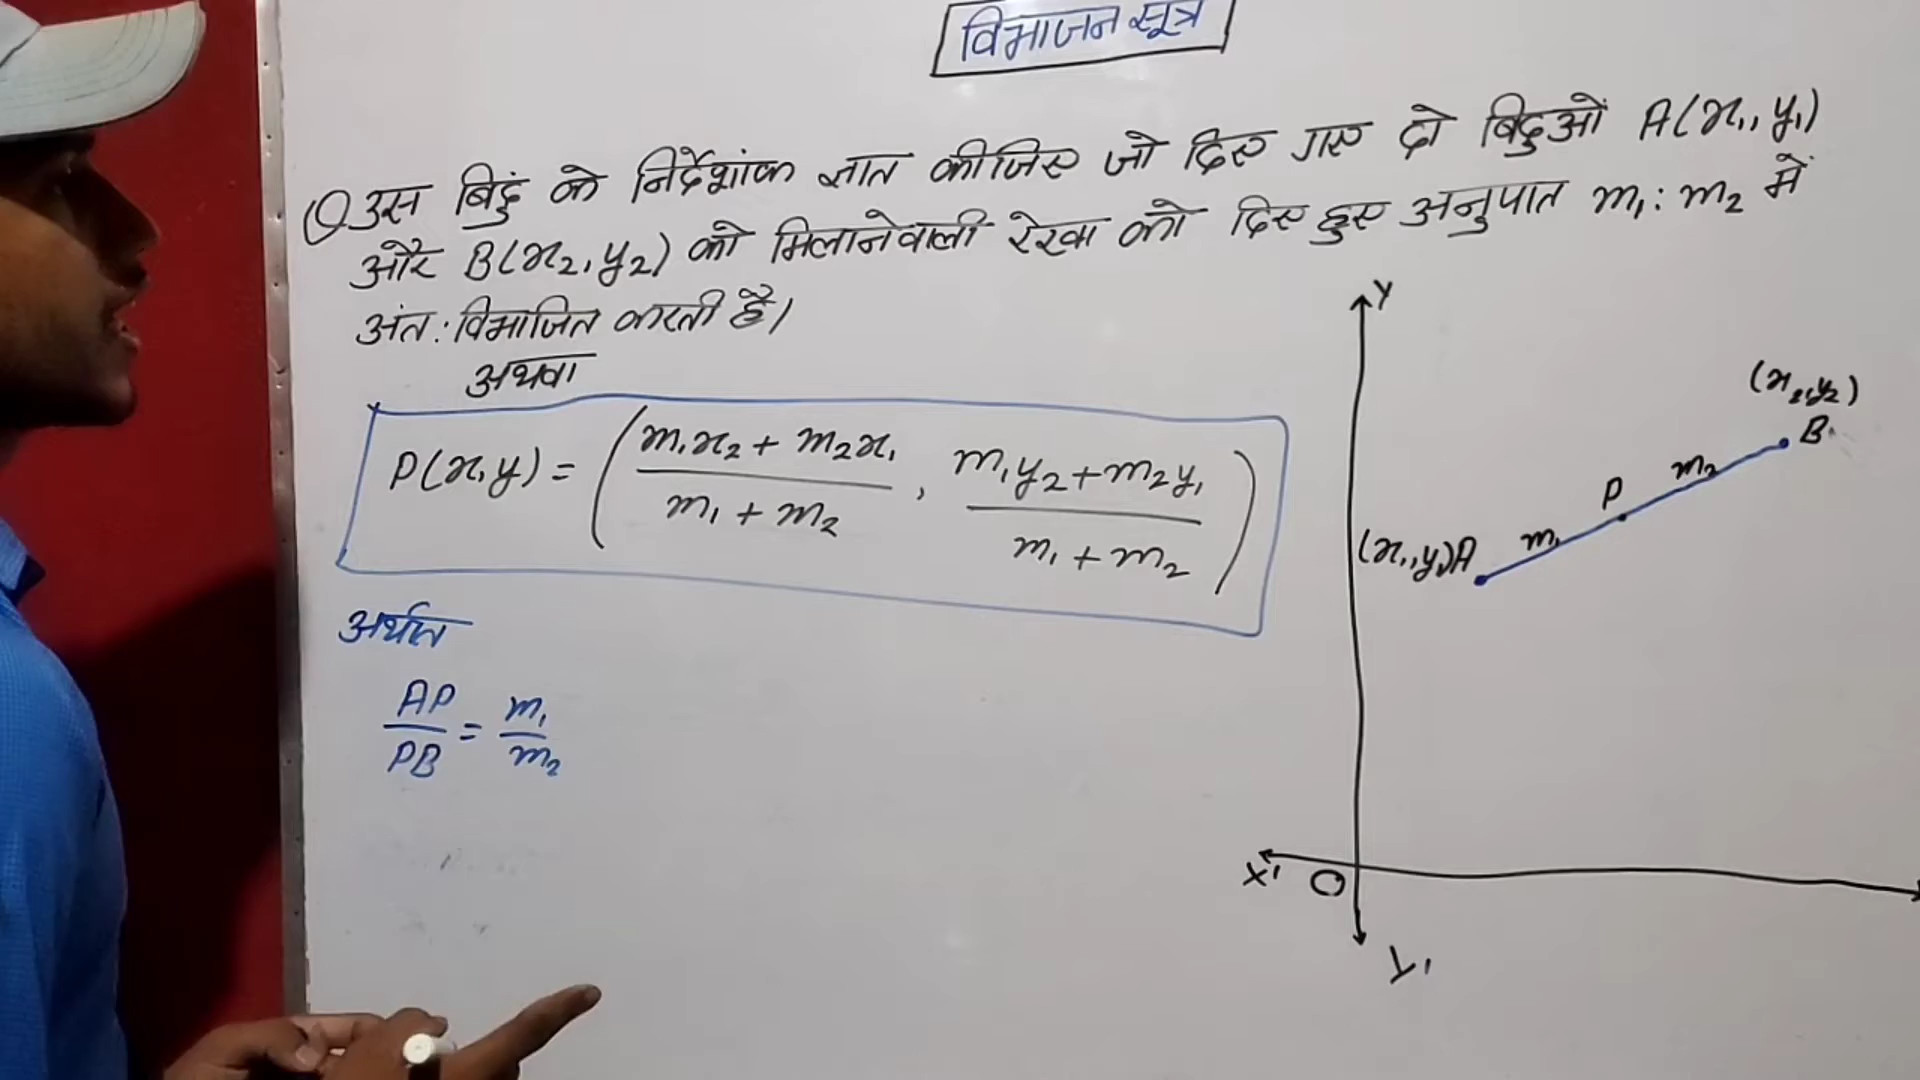 विभाजन सूत्र
Q उस बिंदु के निर्देशांक ज्ञात कीजिए जो दिए गए दो बिंदुओं A(x₁, y₁)
और B(x₂, y₂) को मिलानेवाली रेखा को दिए हुए अनुपात m₁ : m₂ में
अंत: विभाजित करती है।
अथवा
P(x, y) = ( (m₁x₂ + m₂x₁)/(m₁ + m₂) , (m₁y₂ + m₂y₁)/(m₁ + m₂) )
अर्थात
AP/PB = m₁/m₂
Y
(x₂, y₂)
B
m₂
P
m₁
(x₁, y₁) A
X'
O
Y'